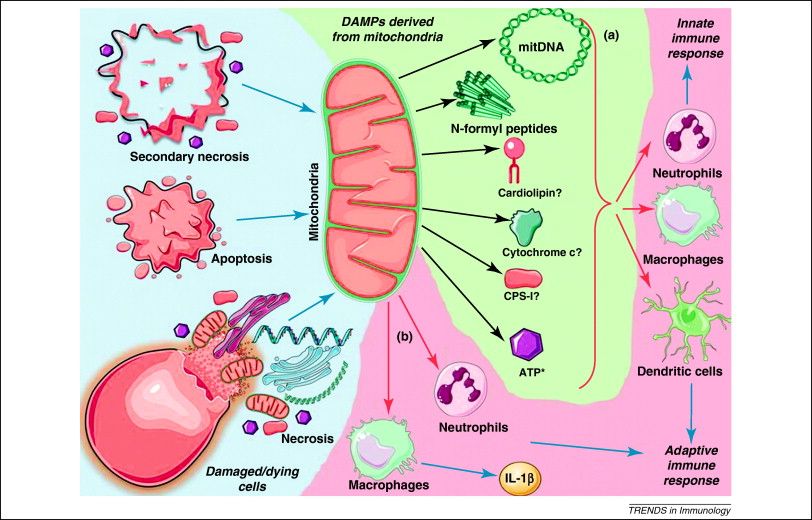 DAMPs derived
from mitochondria
(a)
Innate
immune
response
mitDNA
N-formyl peptides
Secondary necrosis
Neutrophils
Cardiolipin?
Mitochondria
Macrophages
Apoptosis
Cytochrome c?
CPS-I?
(b)
ATP*
Dendritic cells
Neutrophils
Necrosis
Adaptive
immune
response
Damaged/dying
cells
Macrophages
IL-1β
TRENDS in Immunology